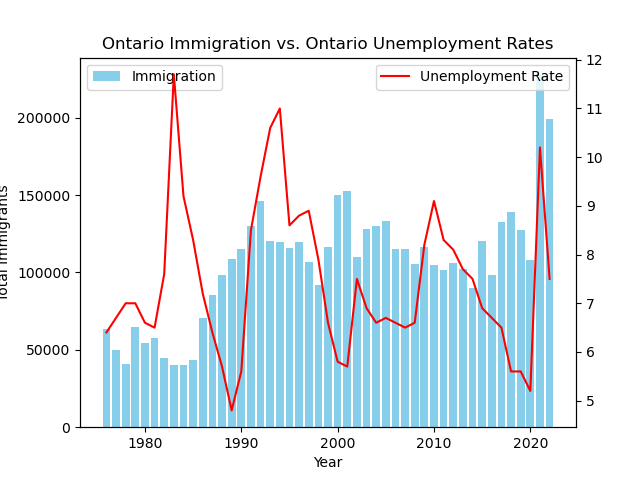 Ontario Immigration vs. Ontario Unemployment Rates
Immigration
Unemployment Rate
200000
150000
100000
50000
0
12
11
10
9
8
7
6
5
Total Immigrants
1980 1990 2000 2010 2020
Year